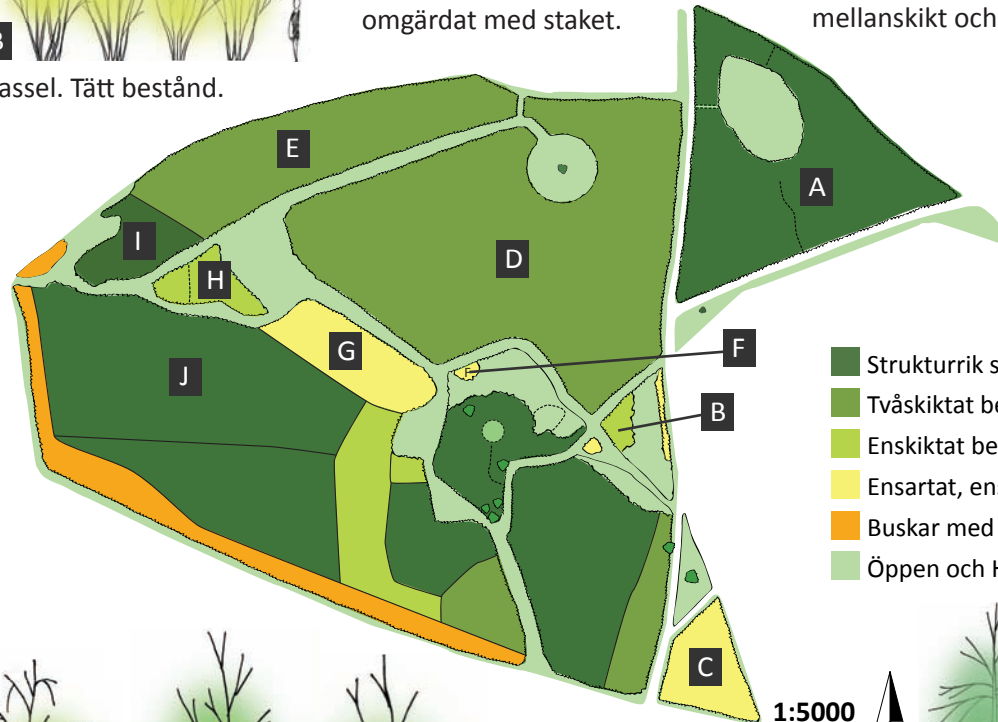 omgärdat med staket.
mellanskikt och
B
assel. Tätt bestånd.
E
A
I
D
H
G
F
J
B
Strukturrik s
Tvåskiktat be
Enskiktat be
Ensartat, ens
Buskar med
Öppen och H
C
1:5000